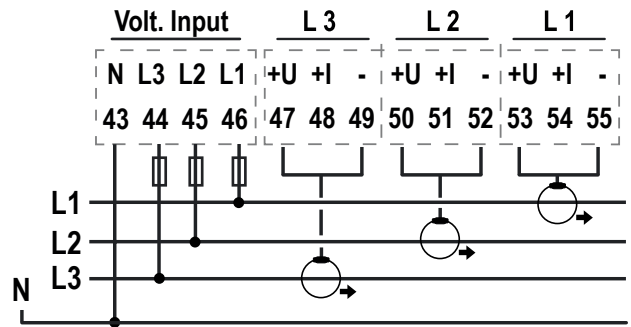 Volt. Input L 3 L 2 L 1
N L3 L2 L1 +U +I - +U +I - +U +I -
43 44 45 46 47 48 49 50 51 52 53 54 55
L1
L2
L3
N